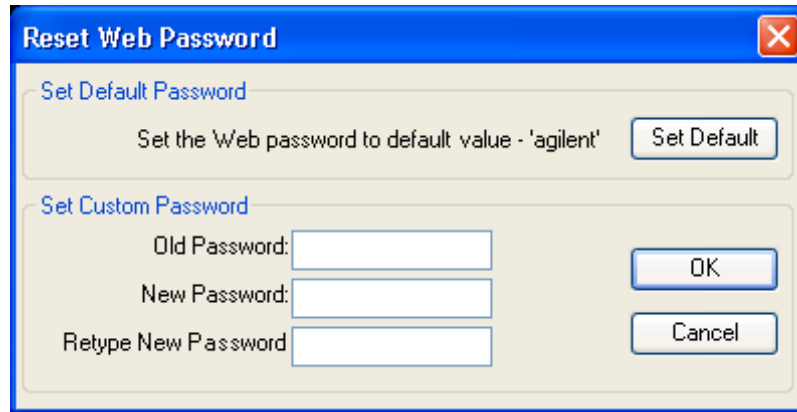 Reset Web Password
Set Default Password
Set the Web password to default value - 'agilent'
Set Default
Set Custom Password
Old Password:
New Password:
Retype New Password
OK
Cancel